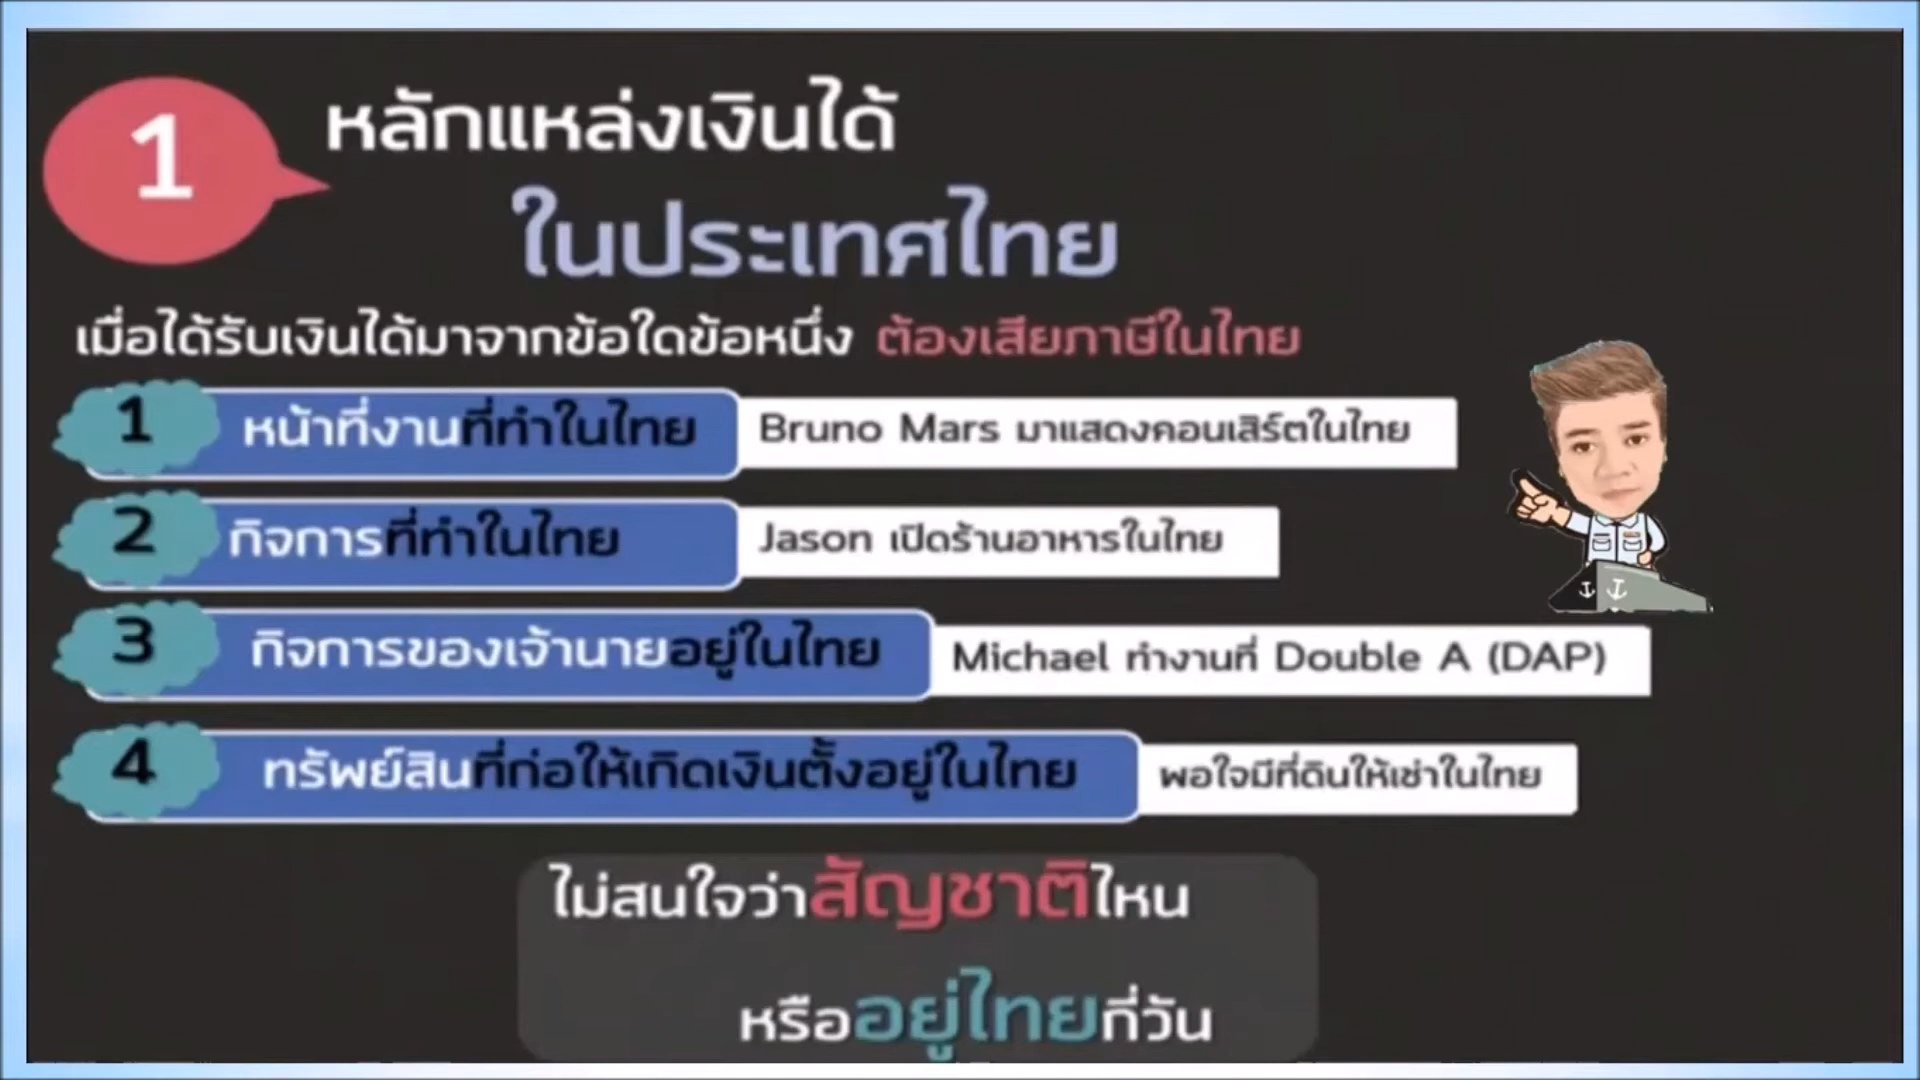 1
หลักแหล่งเงินได้
ในประเทศไทย
เมื่อได้รับเงินได้มาจากข้อใดข้อหนึ่ง ต้องเสียภาษีในไทย
1 หน้าที่งานที่ทำในไทย Bruno Mars มาแสดงคอนเสิร์ตในไทย
2 กิจการที่ทำในไทย Jason เปิดร้านอาหารในไทย
3 กิจการของเจ้านายอยู่ในไทย Michael ทำงานที่ Double A (DAP)
4 ทรัพย์สินที่ก่อให้เกิดเงินตั้งอยู่ในไทย พอใจมีที่ดินให้เช่าในไทย
ไม่สนใจว่าสัญชาติไหน
หรืออยู่ไทยกี่วัน